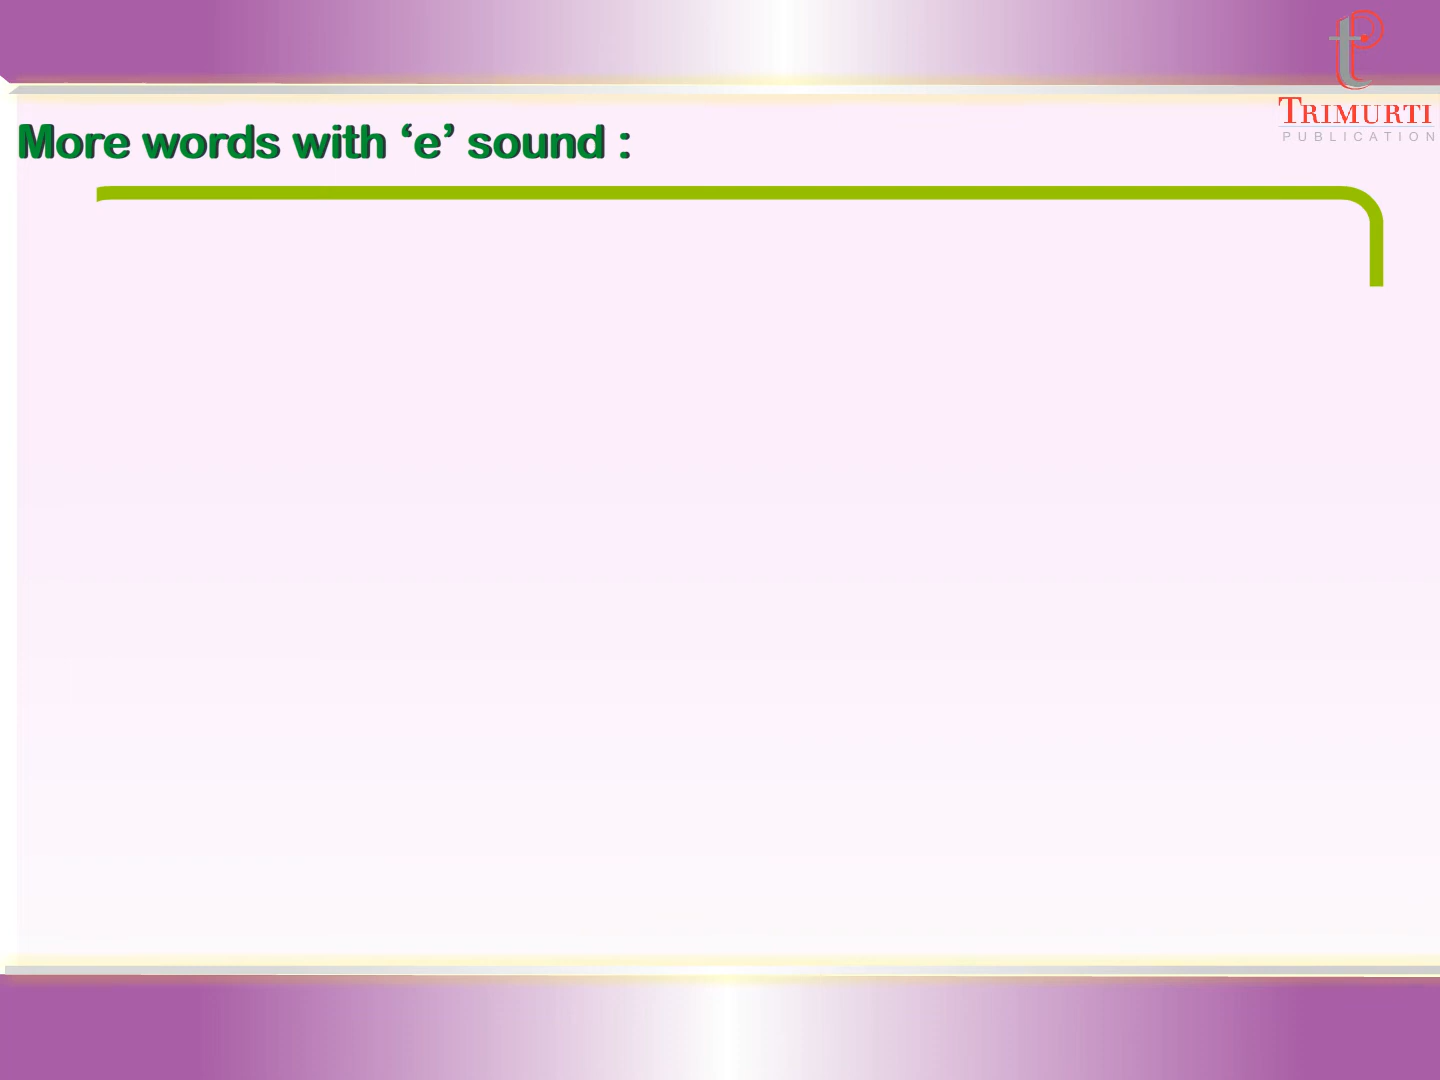 TRIMURTI
PUBLICATION
More words with ‘e’ sound :